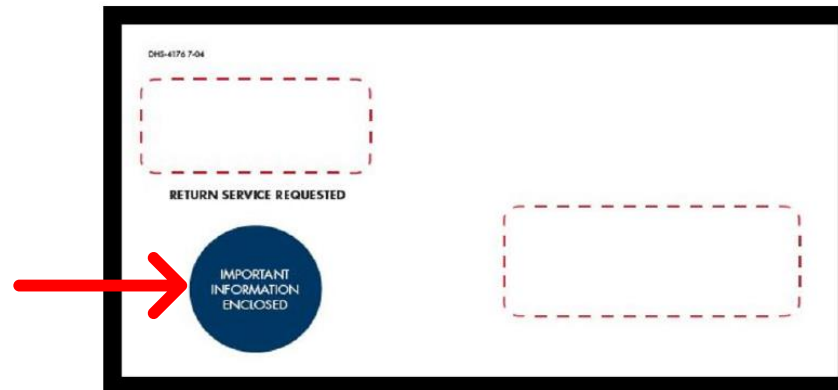 DHS-4176 7-04
RETURN SERVICE REQUESTED
IMPORTANT
INFORMATION
ENCLOSED